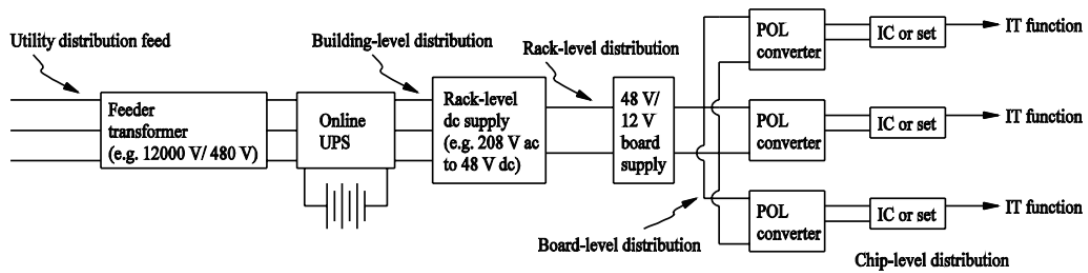 Utility distribution feed
Feeder
transformer
(e.g. 12000 V/ 480 V)
Online
UPS
Building-level distribution
Rack-level
dc supply
(e.g. 208 V ac
to 48 V dc)
Rack-level distribution
48 V/
12 V
board
supply
Board-level distribution
POL
converter
IC or set
IT function
POL
converter
IC or set
IT function
POL
converter
IC or set
IT function
Chip-level distribution